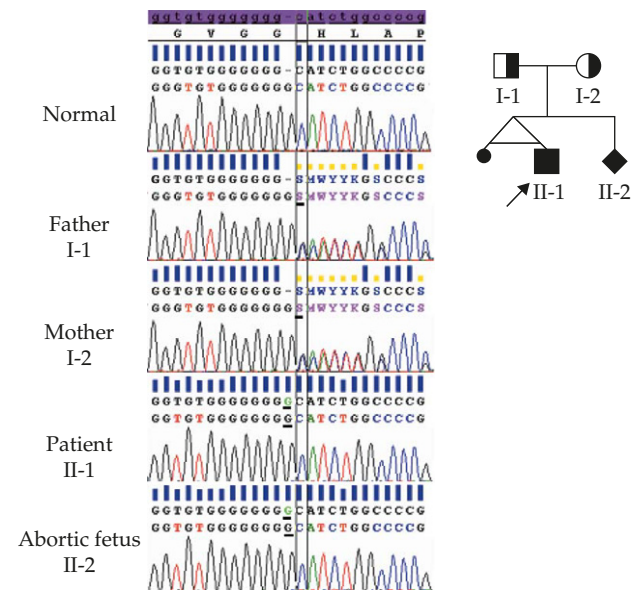 ggtgtggggggg-catctggccccg
G V G G H L A P
GGTGTGGGGGGG-CATCTGGCCCCG
GGGTGTGGGGGGGCATCTGGCCCCG
Normal
GGTGTGGGGGGG-SMWYYKGSCCCS
GGGTGTGGGGGGGSMWYYKGSCCCS
Father
I-1
GGTGTGGGGGGG-SMWYYKGSCCCS
GGGTGTGGGGGGGSMWYYKGSCCCS
Mother
I-2
GGTGTGGGGGGGGCATCTGGCCCCG
GGTGTGGGGGGGGCATCTGGCCCCG
Patient
II-1
GGTGTGGGGGGGGCATCTGGCCCCG
GGTGTGGGGGGGGCATCTGGCCCCG
Abortic fetus
II-2
I-1
I-2
II-1
II-2